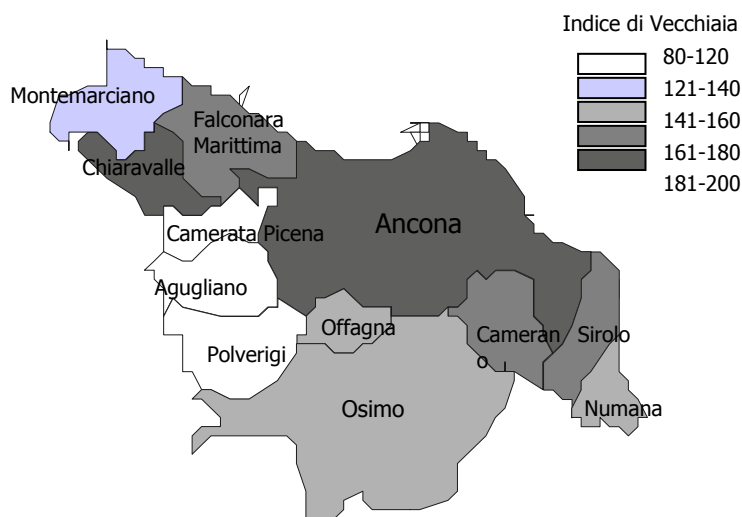 Indice di Vecchiaia
80-120
121-140
141-160
161-180
181-200
Montemarciano
Falconara
Marittima
Chiaravalle
Camerata Picena
Ancona
Agugliano
Offagna
Cameran
o
Sirolo
Polverigi
Osimo
Numana